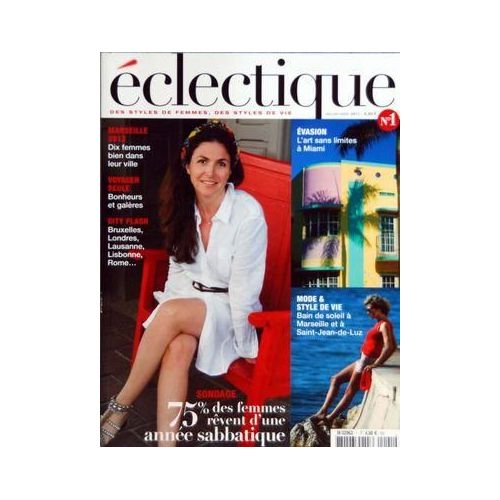 éclectique
DES STYLES DE FEMMES, DES STYLES DE VIE
N°1
MARSEILLE
2013
Dix femmes
bien dans
leur ville
VOYAGER
SEULE
Bonheurs
et galères
CITY FLASH
Bruxelles,
Londres,
Lausanne,
Lisbonne,
Rome...
ÉVASION
L'art sans limites
à Miami
MODE &
STYLE DE VIE
Bain de soleil à
Marseille et à
Saint-Jean-de-Luz
SONDAGE
75% des femmes
rêvent d'une
année sabbatique